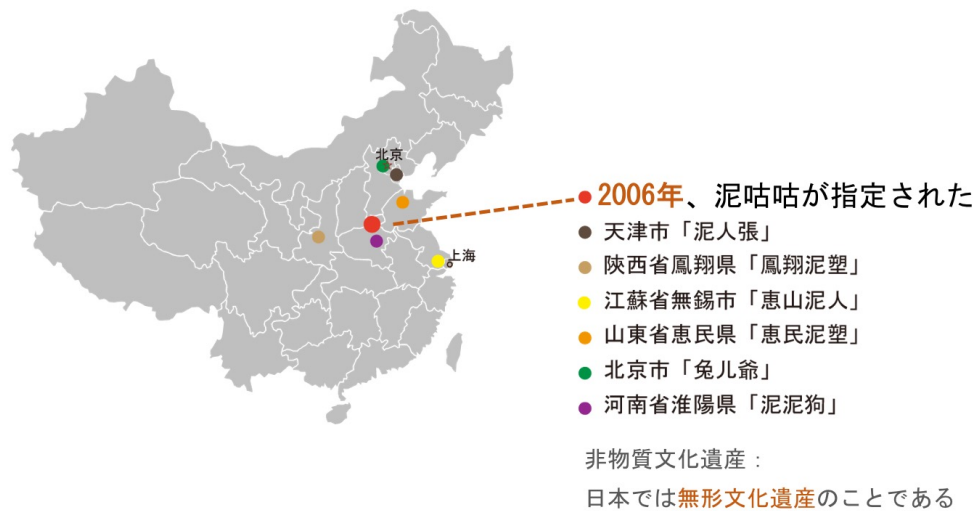 北京
上海
2006年、泥咕咕が指定された
天津市「泥人張」
陝西省鳳翔県「鳳翔泥塑」
江蘇省無錫市「恵山泥人」
山東省恵民県「恵民泥塑」
北京市「兔儿爺」
河南省淮陽県「泥泥狗」
非物質文化遺産：
日本では無形文化遺産のことである